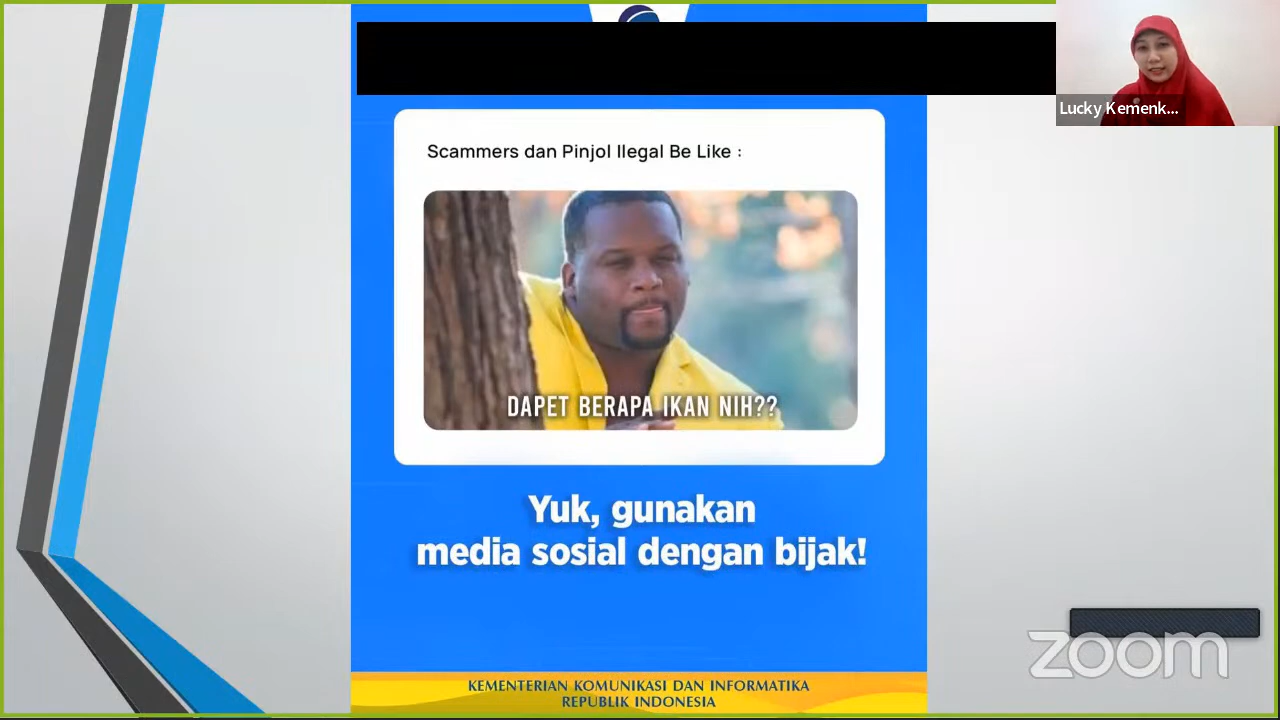 Lucky Kemenk...
Scammers dan Pinjol Ilegal Be Like :
DAPET BERAPA IKAN NIH??
Yuk, gunakan
media sosial dengan bijak!
zoom
KEMENTERIAN KOMUNIKASI DAN INFORMATIKA
REPUBLIK INDONESIA